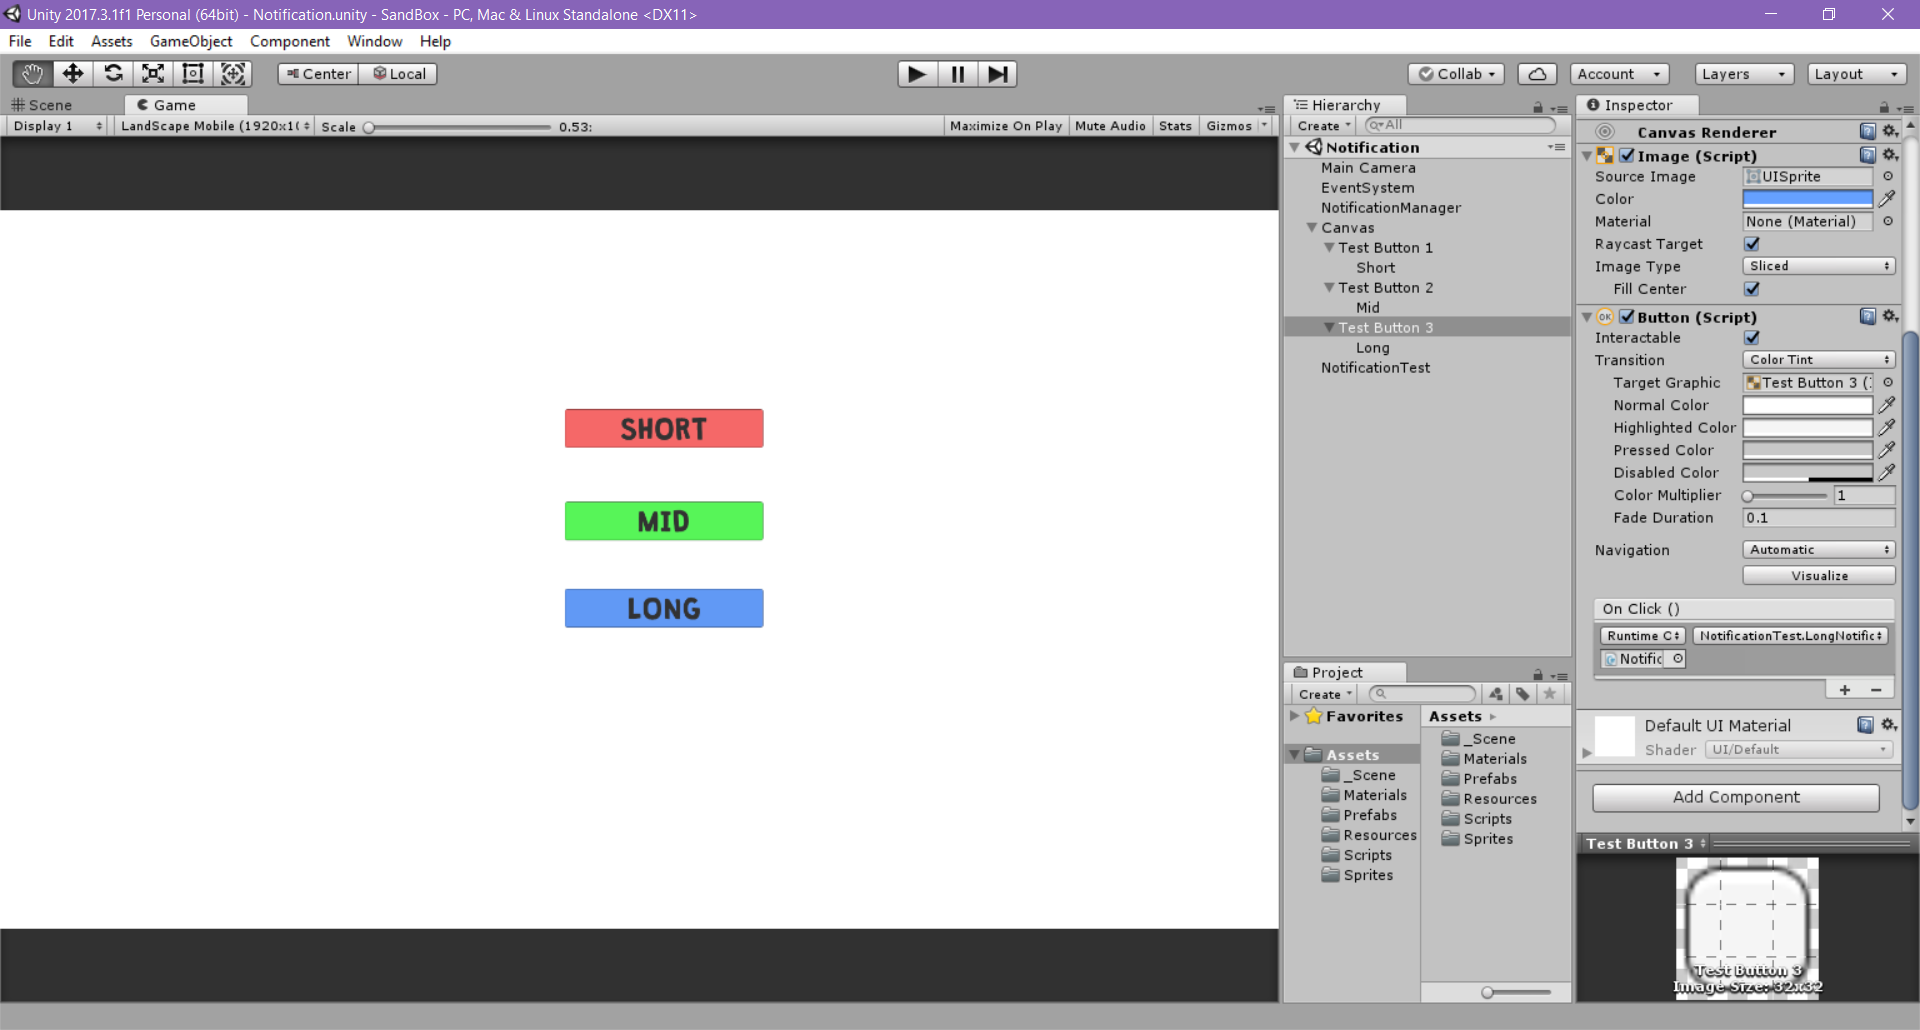 Unity 2017.3.1f1 Personal (64bit) - Notification.unity - SandBox - PC, Mac & Linux Standalone <DX11>
File Edit Assets GameObject Component Window Help
Center Local Collab Account Layers Layout
Scene Game
Display 1 LandScape Mobile (1920x1( Scale 0.53: Maximize On Play Mute Audio Stats Gizmos
SHORT
MID
LONG
Hierarchy
Create All
Notification
Main Camera
EventSystem
NotificationManager
Canvas
Test Button 1
Short
Test Button 2
Mid
Test Button 3
Long
NotificationTest
Project
Create
Favorites
Assets
_Scene
Materials
Prefabs
Resources
Scripts
Sprites
Assets
_Scene
Materials
Prefabs
Resources
Scripts
Sprites
Inspector
Canvas Renderer
Image (Script)
Source Image UISprite
Color
Material None (Material)
Raycast Target
Image Type Sliced
Fill Center
OK Button (Script)
Interactable
Transition Color Tint
Target Graphic Test Button 3 (
Normal Color
Highlighted Color
Pressed Color
Disabled Color
Color Multiplier 1
Fade Duration 0.1
Navigation Automatic
Visualize
On Click ()
Runtime NotificationTest.LongNotific
Notific
Default UI Material
Shader UI/Default
Add Component
Test Button 3
Test Button 3
Image Size: 32x32